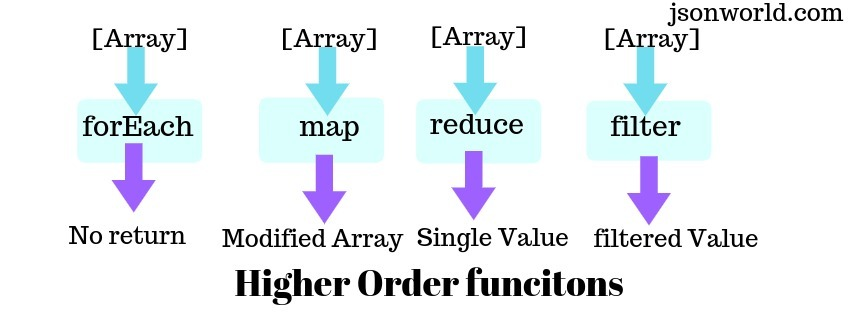 jsonworld.com
[Array] [Array] [Array] [Array]
forEach map reduce filter
No return Modified Array Single Value filtered Value
Higher Order funcitons